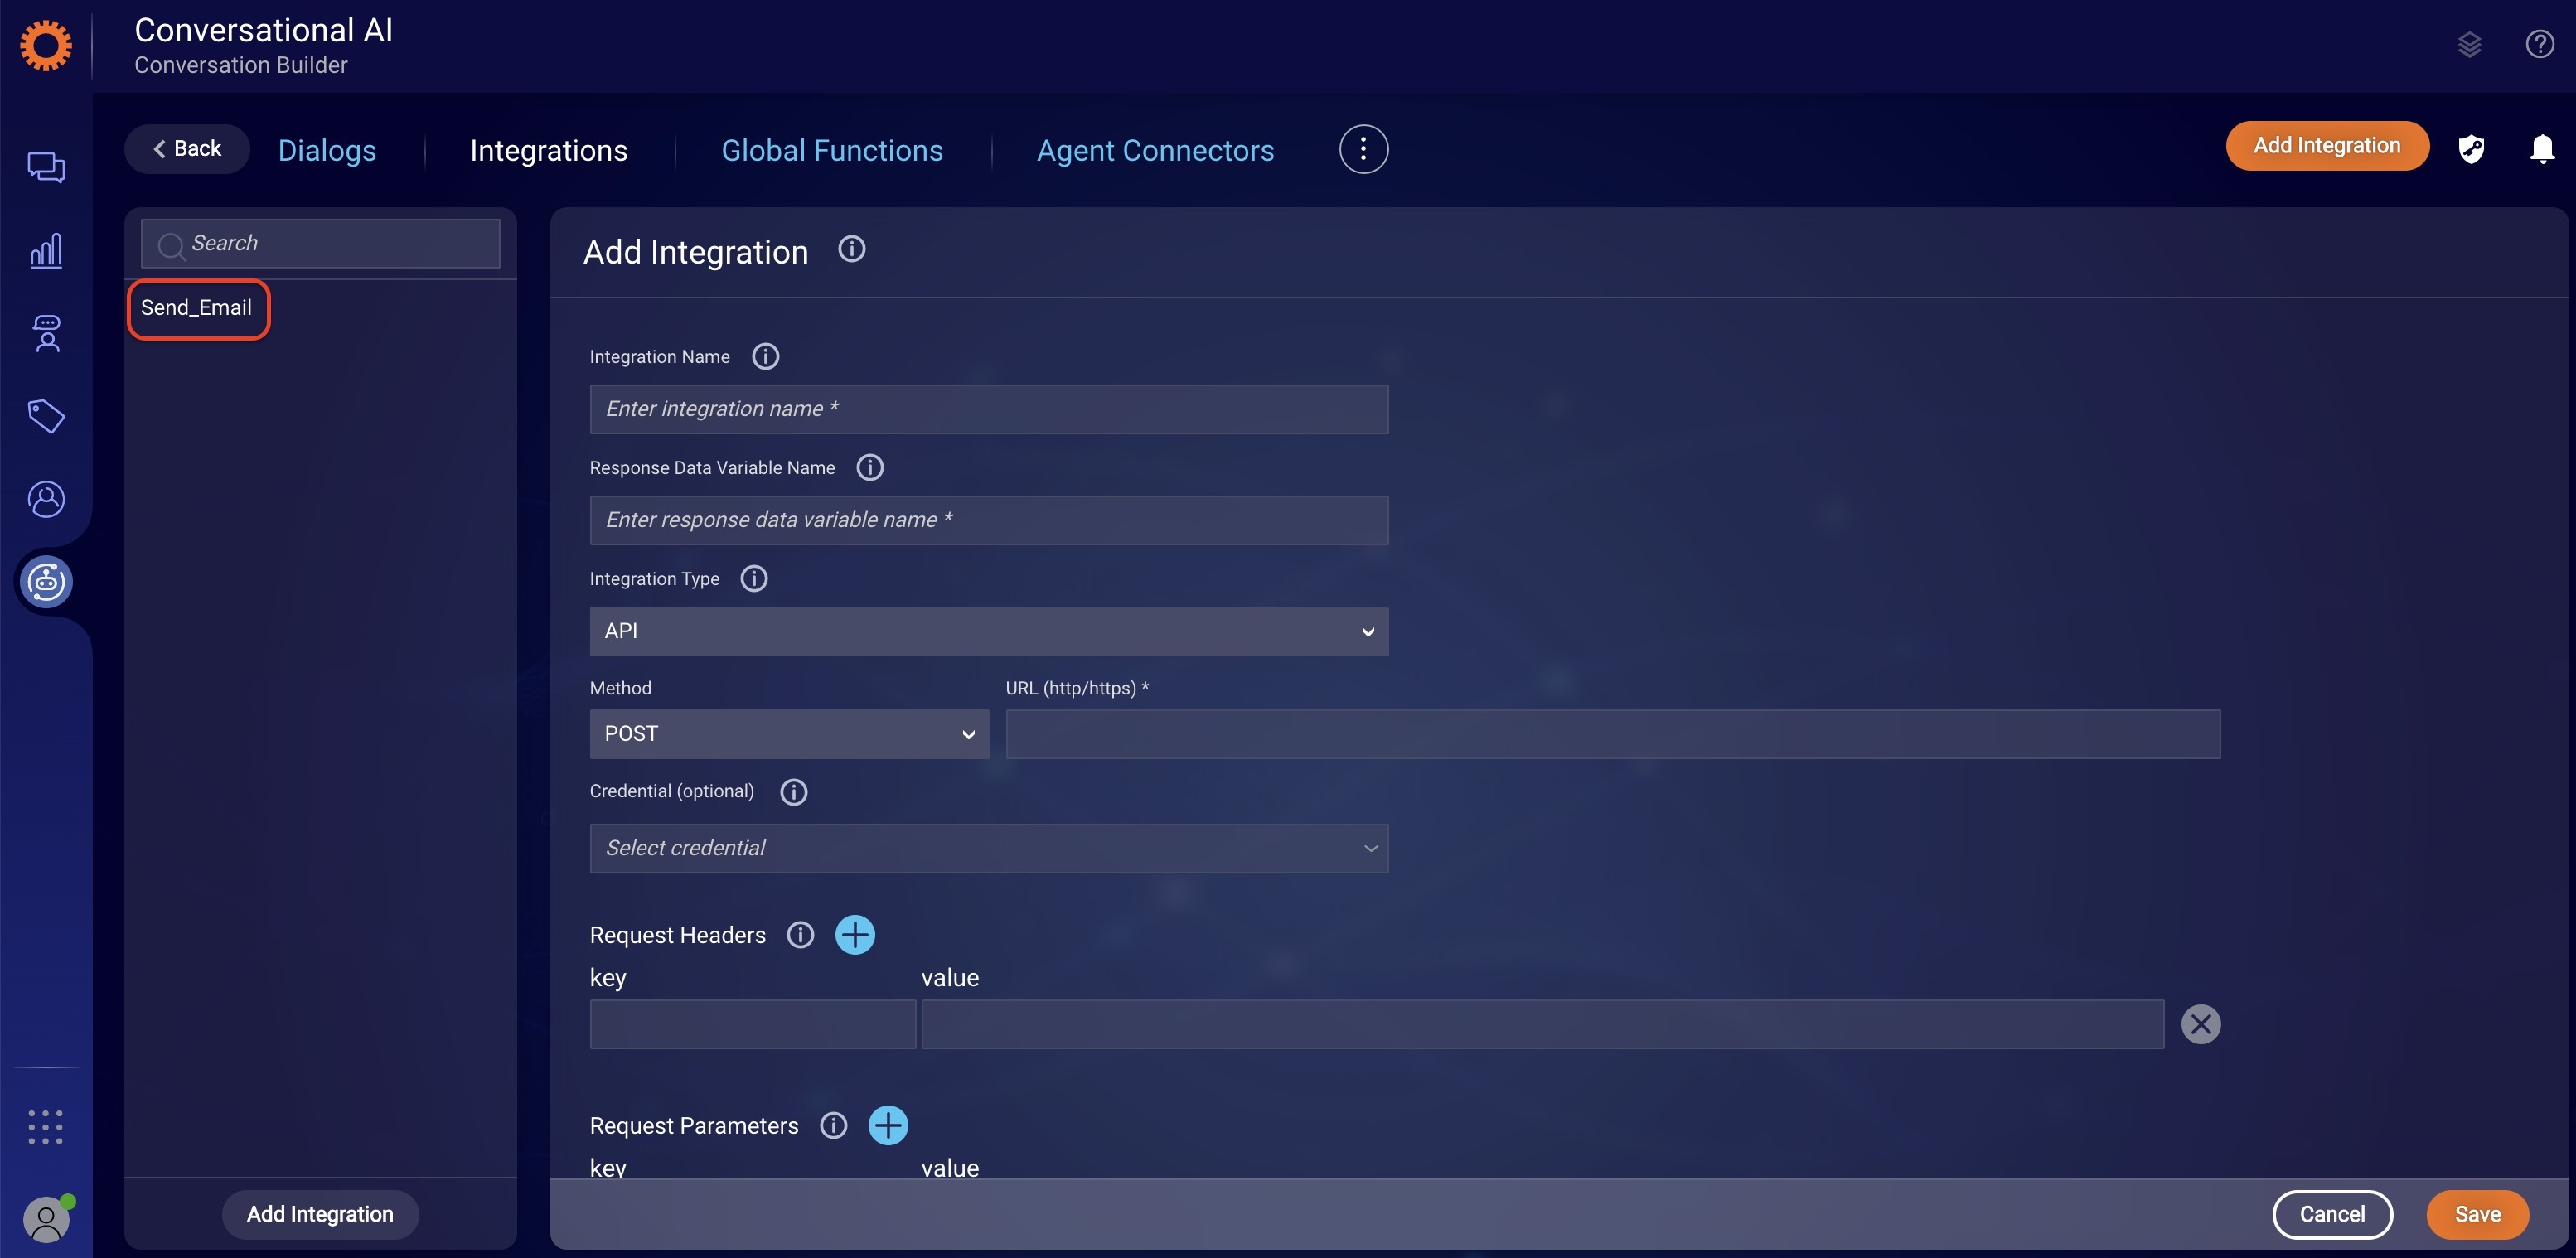 Conversational AI
Conversation Builder
Back
Dialogs
Integrations
Global Functions
Agent Connectors
Add Integration
Search
Send_Email
Add Integration
Add Integration
Integration Name
Enter integration name *
Response Data Variable Name
Enter response data variable name *
Integration Type
API
Method URL (http/https) *
POST
Credential (optional)
Select credential
Request Headers
key value
Request Parameters
key value
Cancel Save